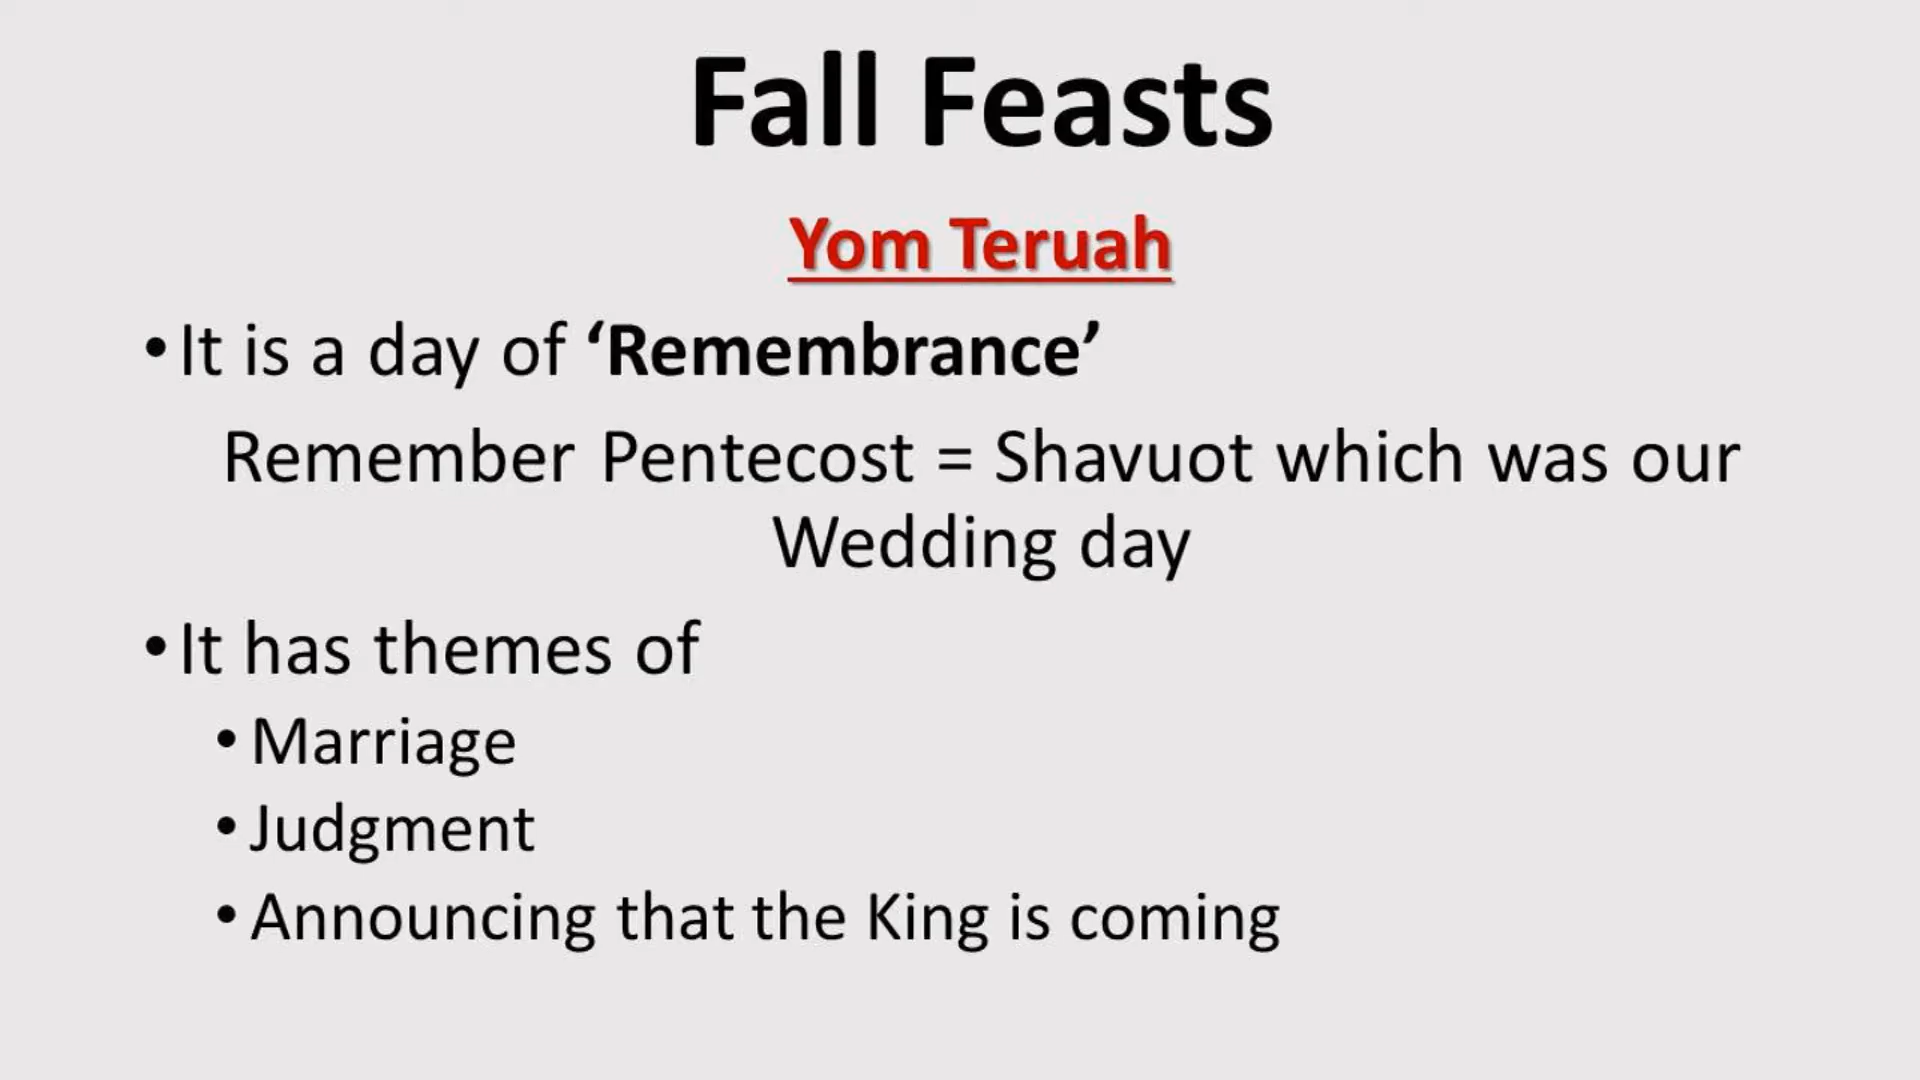 Fall Feasts
Yom Teruah
•It is a day of ‘Remembrance’
Remember Pentecost = Shavuot which was our
Wedding day
•It has themes of
•Marriage
•Judgment
•Announcing that the King is coming